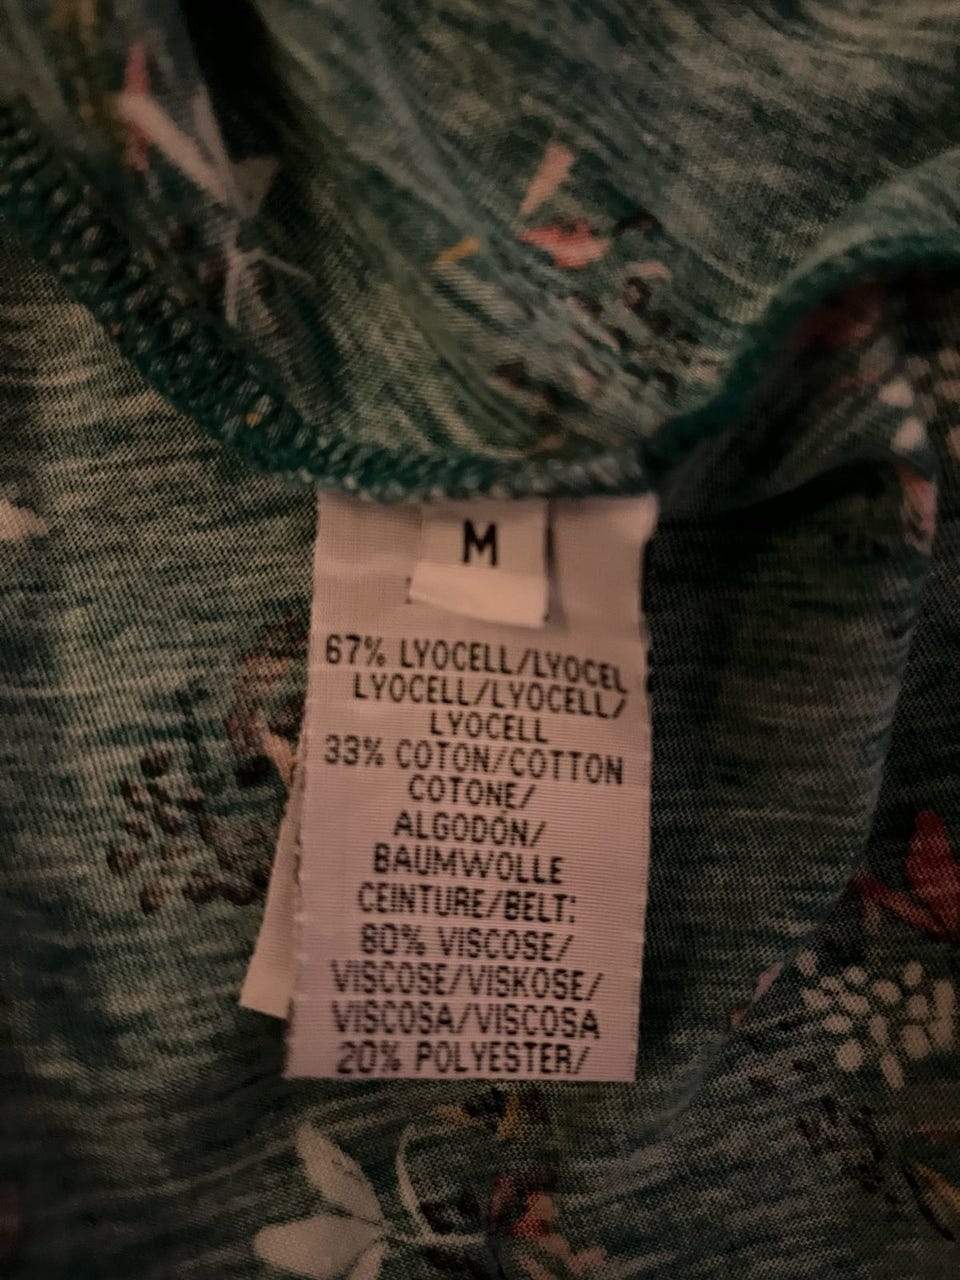 M
67% LYOCELL/LYOCEL
LYOCELL/LYOCELL/
LYOCELL
33% COTON/COTTON
COTONE/
ALGODÓN/
BAUMWOLLE
CEINTURE/BELT:
80% VISCOSE/
VISCOSE/VISKOSE/
VISCOSA/VISCOSA
20% POLYESTER/